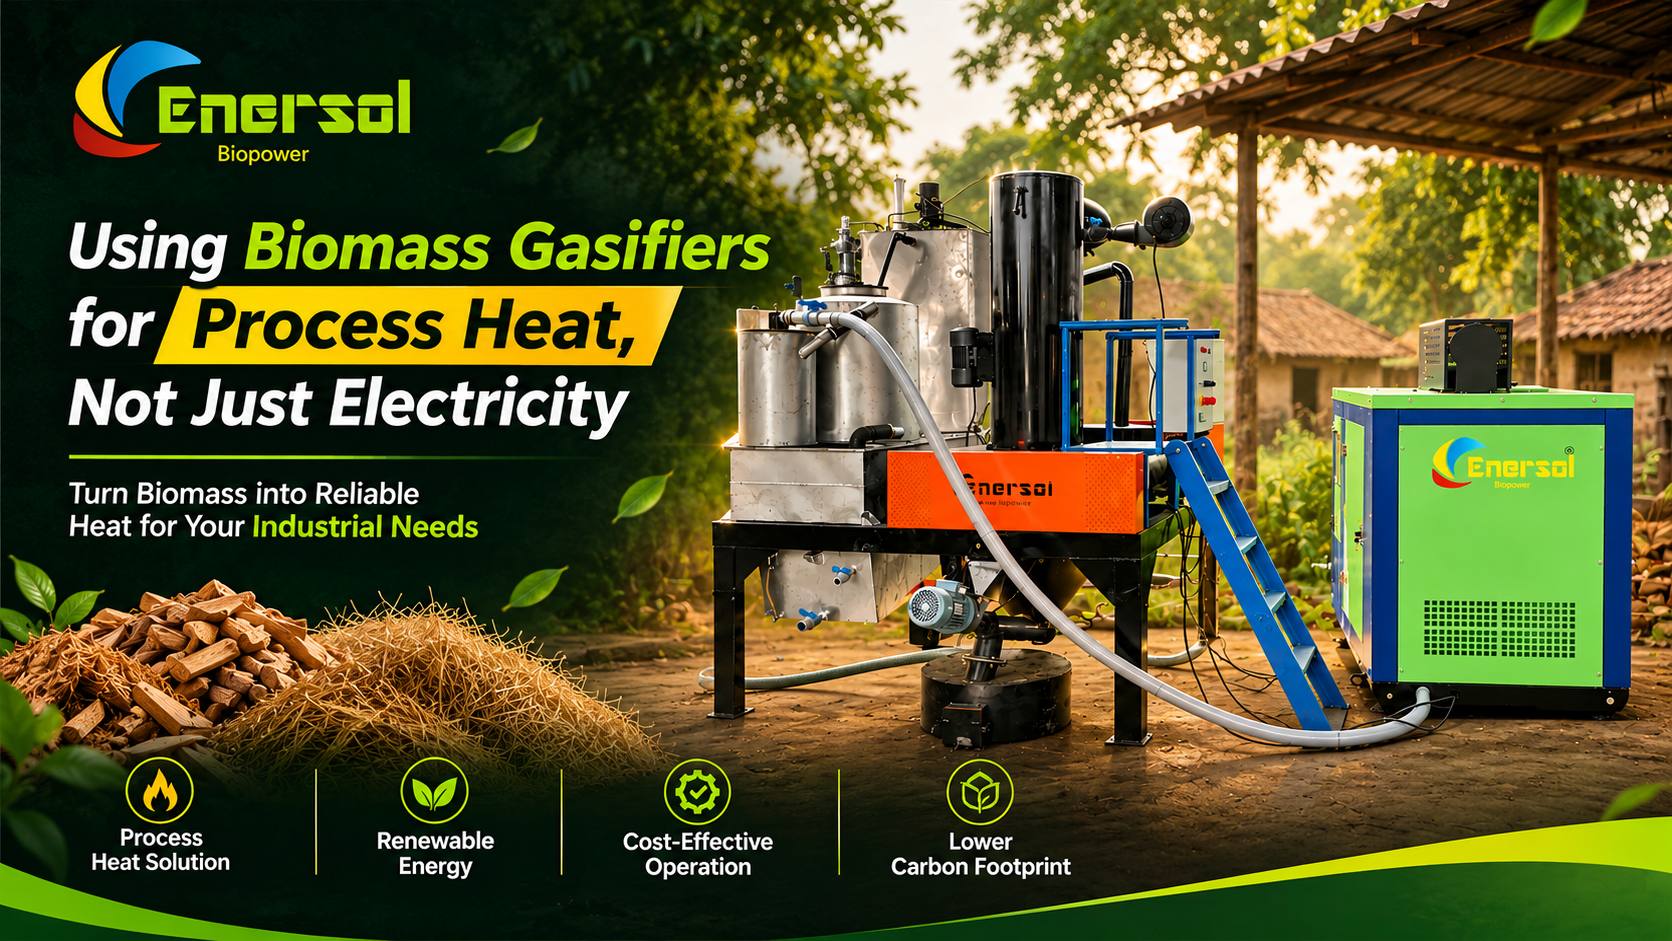 Enersol
Biopower
Using Biomass Gasifiers
for Process Heat,
Not Just Electricity
Turn Biomass into Reliable
Heat for Your Industrial Needs
Enersol
Biopower
Enersol
Biopower
Process
Heat Solution
Renewable
Energy
Cost-Effective
Operation
Lower
Carbon Footprint